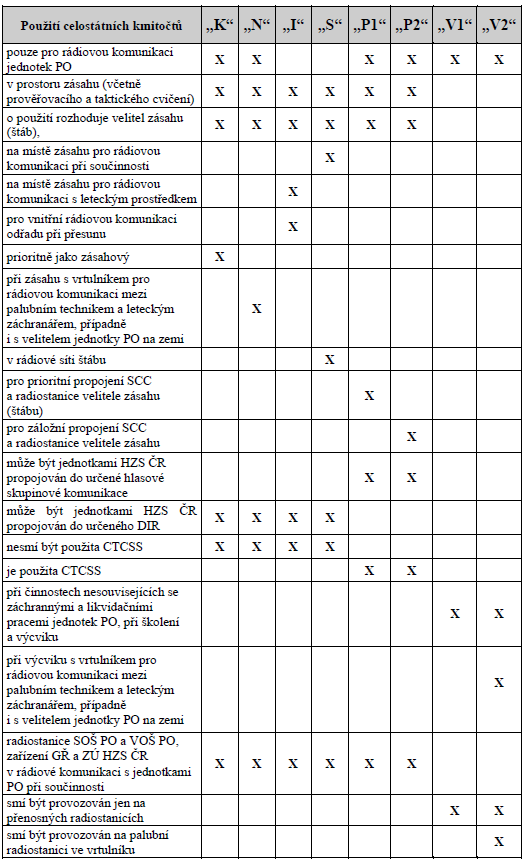 Použití celostátních kmitočtů „K“ „N“ „I“ „S“ „P1“ „P2“ „V1“ „V2“
pouze pro rádiovou komunikaci
jednotek PO x x x x x x
v prostoru zásahu (včetně
prověřovacího a taktického cvičení) x x x x x x
o použití rozhoduje velitel zásahu
(štáb), x x x x x x
na místě zásahu pro rádiovou
komunikaci při součinnosti x
na místě zásahu pro rádiovou
komunikaci s leteckým prostředkem x
pro vnitřní rádiovou komunikaci
odřadu při přesunu x
prioritně jako zásahový x
při zásahu s vrtulníkem pro
rádiovou komunikaci mezi
palubním technikem a leteckým
záchranářem, případně
i s velitelem jednotky PO na zemi x
v rádiové síti štábu x
pro prioritní propojení SCC
a radiostanice velitele zásahu
(štábu) x
pro záložní propojení SCC
a radiostanice velitele zásahu x
může být jednotkami HZS ČR
propojován do určené hlasové
skupinové komunikace x x
může být jednotkami HZS ČR
propojován do určeného DIR x x x x
nesmí být použita CTCSS x x x x
je použita CTCSS x x
při činnostech nesouvisejících se
záchrannými a likvidačními
pracemi jednotek PO, při školení
a výcviku x x
při výcviku s vrtulníkem pro
rádiovou komunikaci mezi
palubním technikem a leteckým
záchranářem, případně
i s velitelem jednotky PO na zemi x
radiostanice SOŠ PO a VOŠ PO,
zařízení GŘ a ZÚ HZS ČR
v rádiové komunikaci s jednotkami
PO při součinnosti x x x x x x
smí být provozován jen na
přenosných radiostanicích x x
smí být provozován na palubní
radiostanici ve vrtulníku x